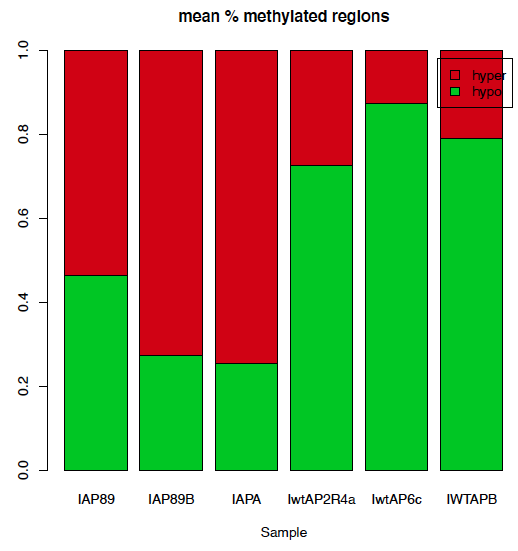 mean % methylated regions
1.0
0.8
0.6
0.4
0.2
0.0
hyper
hypo
IAP89 IAP89B IAPA IwtAP2R4a IwtAP6c IWTAPB
Sample